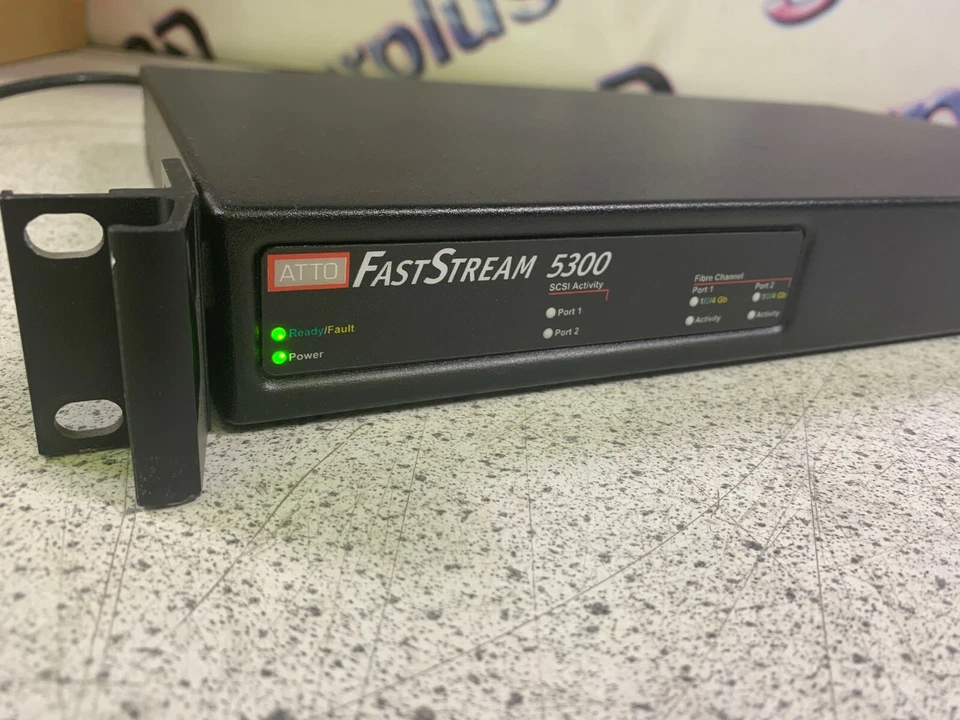 ATTO FASTSTREAM 5300
SCSI Activity
Port 1
Port 2
Fibre Channel
Port 1 Port 2
1/2/4 Gb 1/2/4 Gb
Activity Activity
Ready/Fault
Power